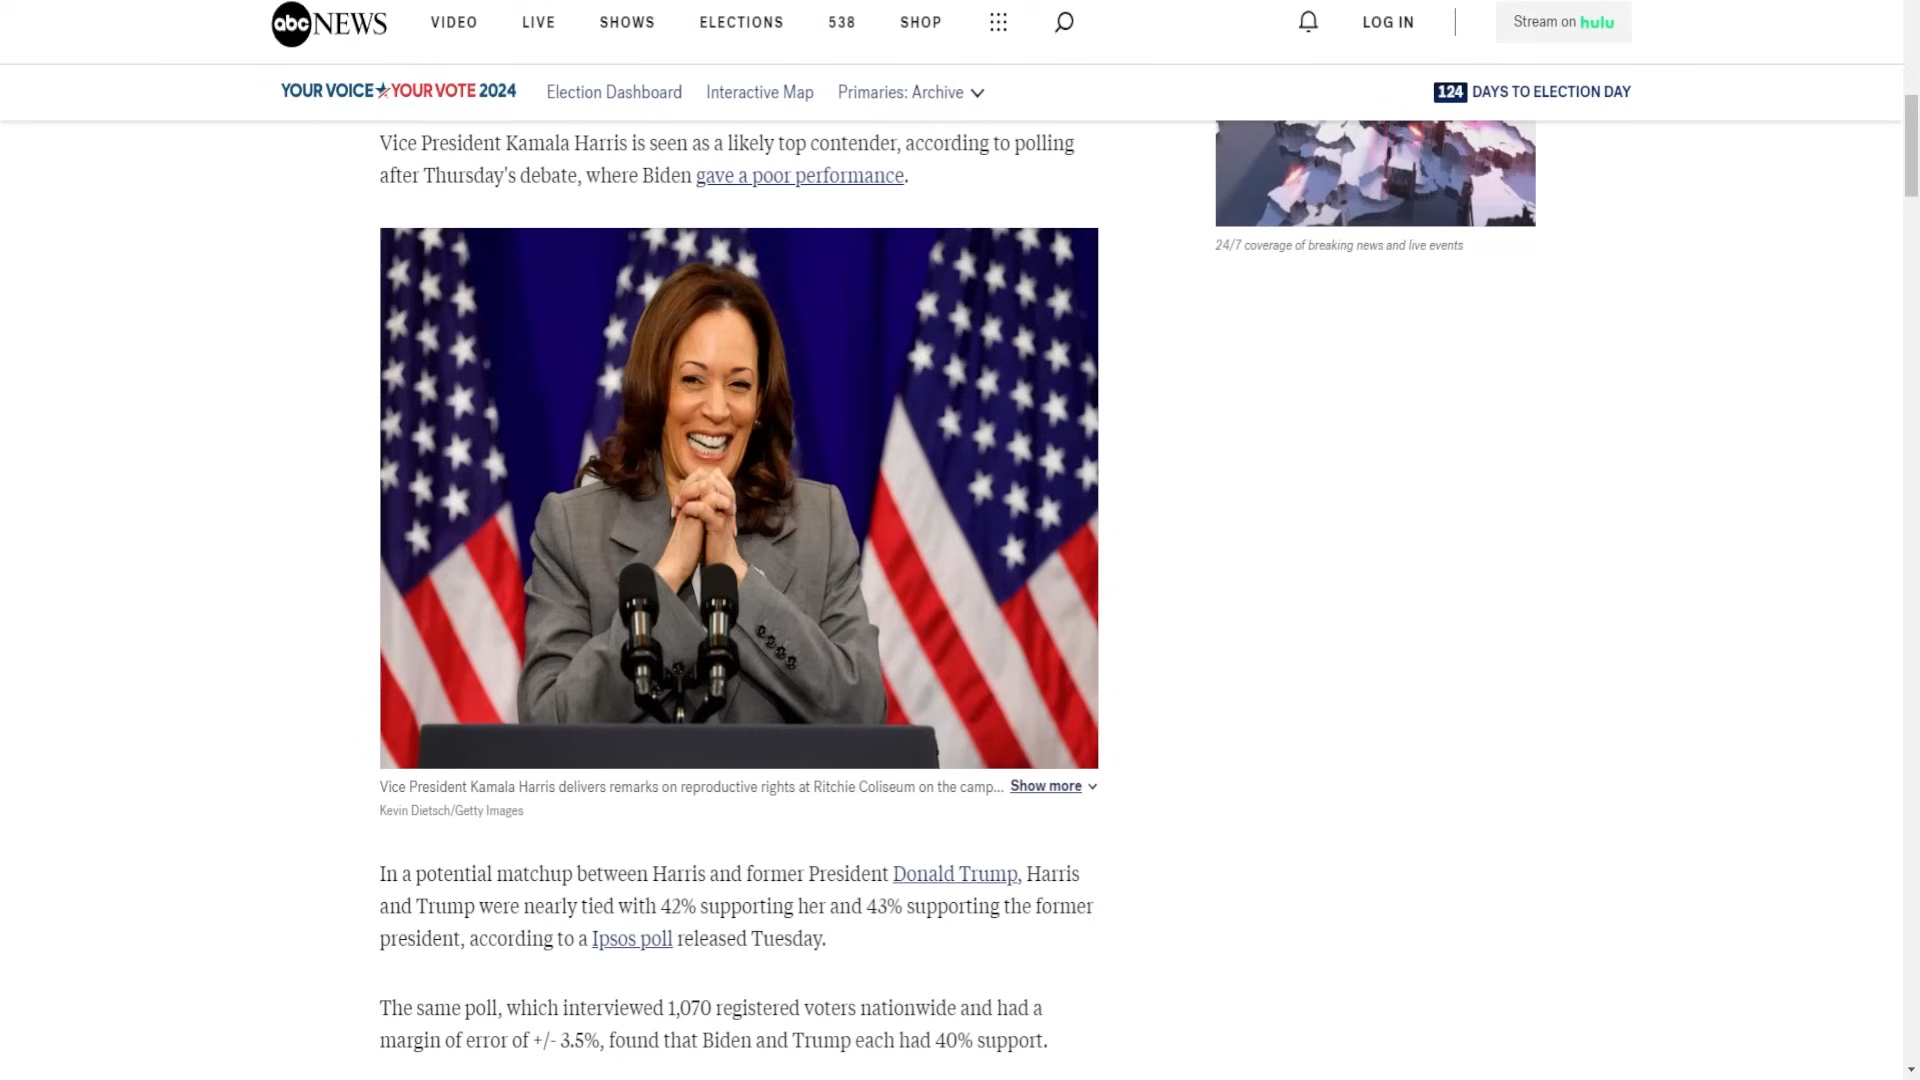 abc NEWS VIDEO LIVE SHOWS ELECTIONS 538 SHOP LOG IN Stream on hulu
YOUR VOICE YOUR VOTE 2024 Election Dashboard Interactive Map Primaries: Archive 124 DAYS TO ELECTION DAY
Vice President Kamala Harris is seen as a likely top contender, according to polling
after Thursday's debate, where Biden gave a poor performance.
24/7 coverage of breaking news and live events
Vice President Kamala Harris delivers remarks on reproductive rights at Ritchie Coliseum on the camp... Show more
Kevin Dietsch/Getty Images
In a potential matchup between Harris and former President Donald Trump, Harris
and Trump were nearly tied with 42% supporting her and 43% supporting the former
president, according to a Ipsos poll released Tuesday.
The same poll, which interviewed 1,070 registered voters nationwide and had a
margin of error of +/- 3.5%, found that Biden and Trump each had 40% support.